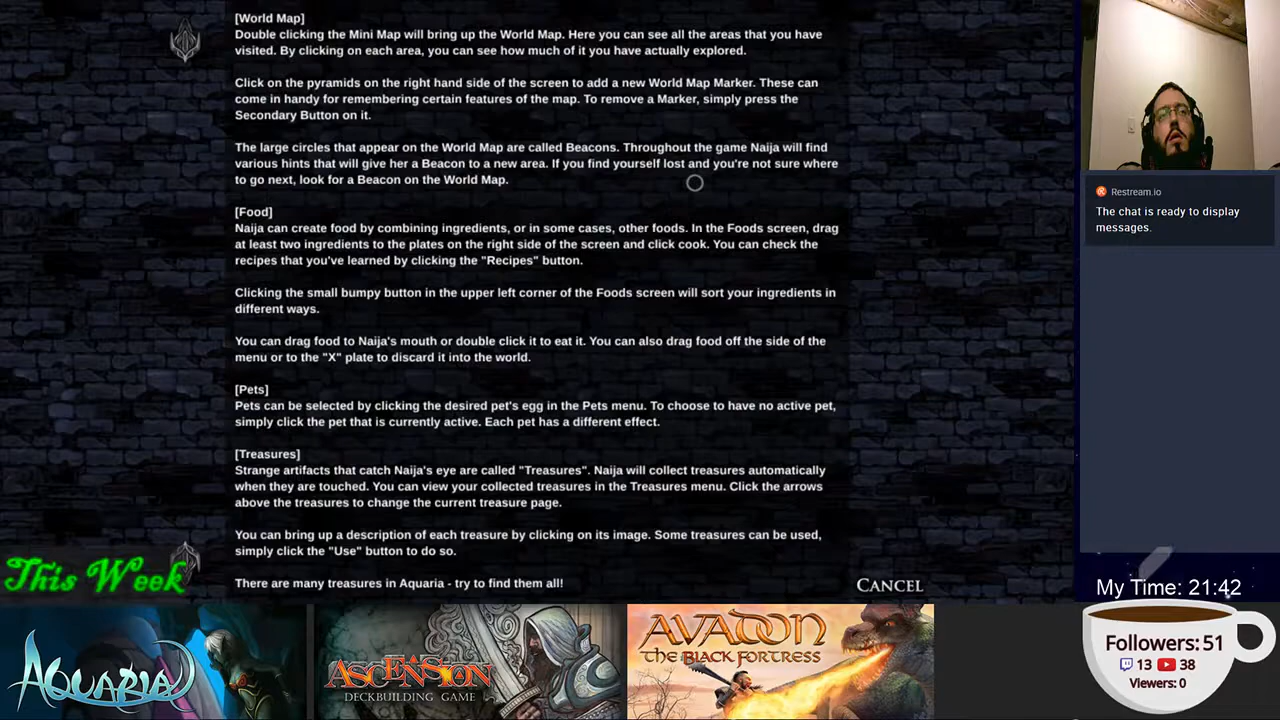 [World Map]
Double clicking the Mini Map will bring up the World Map. Here you can see all the areas that you have
visited. By clicking on each area, you can see how much of it you have actually explored.
Click on the pyramids on the right hand side of the screen to add a new World Map Marker. These can
come in handy for remembering certain features of the map. To remove a Marker, simply press the
Secondary Button on it.
The large circles that appear on the World Map are called Beacons. Throughout the game Naija will find
various hints that will give her a Beacon to a new area. If you find yourself lost and you're not sure where
to go next, look for a Beacon on the World Map.
[Food]
Naija can create food by combining ingredients, or in some cases, other foods. In the Foods screen, drag
at least two ingredients to the plates on the right side of the screen and click cook. You can check the
recipes that you've learned by clicking the "Recipes" button.
Clicking the small bumpy button in the upper left corner of the Foods screen will sort your ingredients in
different ways.
You can drag food to Naija's mouth or double click it to eat it. You can also drag food off the side of the
menu or to the "X" plate to discard it into the world.
[Pets]
Pets can be selected by clicking the desired pet's egg in the Pets menu. To choose to have no active pet,
simply click the pet that is currently active. Each pet has a different effect.
[Treasures]
Strange artifacts that catch Naija's eye are called "Treasures". Naija will collect treasures automatically
when they are touched. You can view your collected treasures in the Treasures menu. Click the arrows
above the treasures to change the current treasure page.
You can bring up a description of each treasure by clicking on its image. Some treasures can be used,
simply click the "Use" button to do so.
There are many treasures in Aquaria - try to find them all!
CANCEL
Restream.io
The chat is ready to display
messages.
This Week
AQUARIA
ASCENSION
DECKBUILDING GAME
AVADON
THE BLACK FORTRESS
My Time: 21:42
Followers: 51
13 38
Viewers: 0